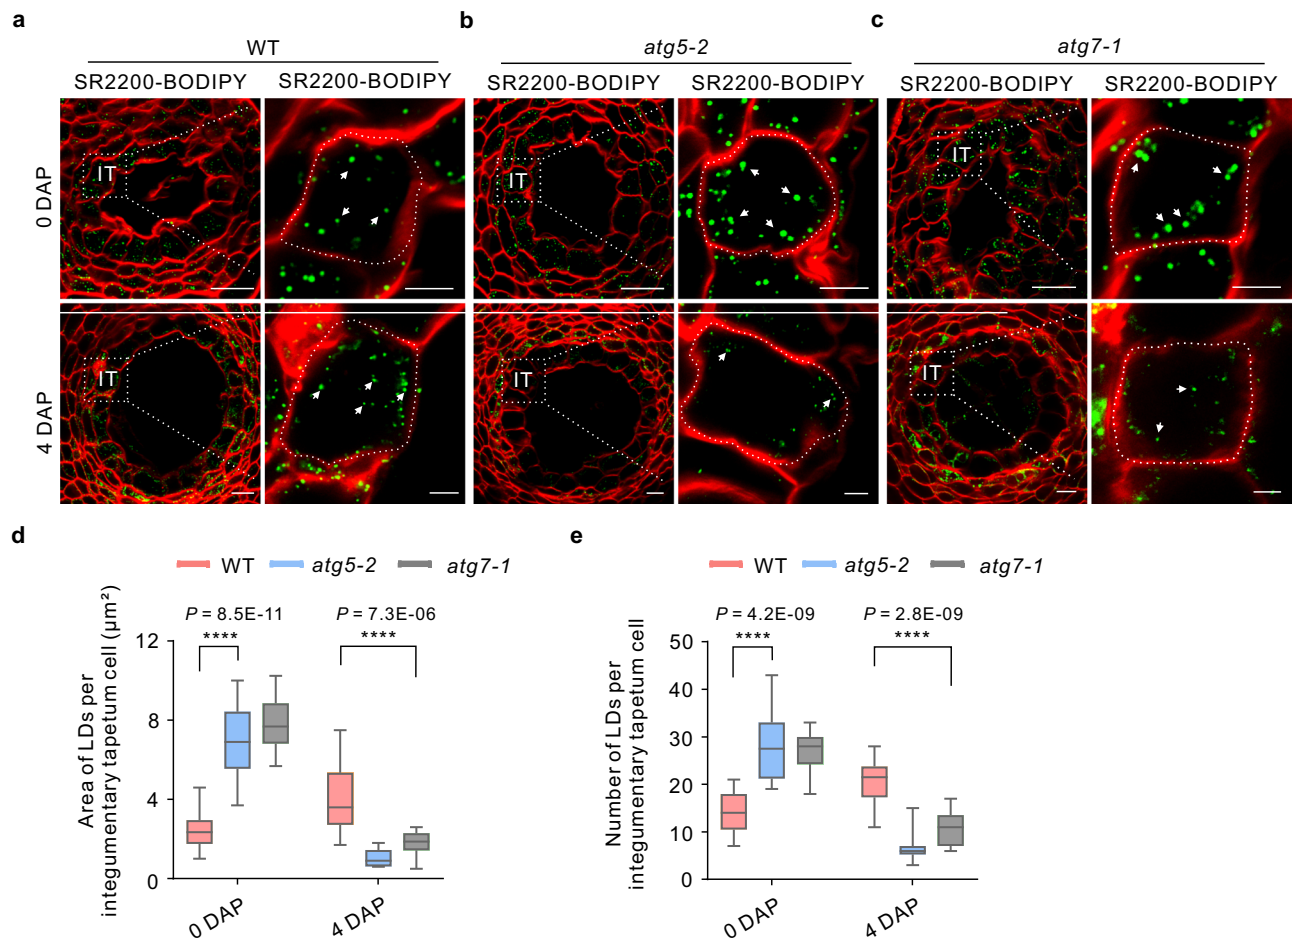 a
b
c
WT
atg5-2
atg7-1
SR2200-BODIPY SR2200-BODIPY SR2200-BODIPY SR2200-BODIPY SR2200-BODIPY SR2200-BODIPY
0 DAP
IT
IT
IT
4 DAP
IT
IT
IT
d
WT atg5-2 atg7-1
P = 8.5E-11 P = 7.3E-06
**** ****
Area of LDs per
integumentary tapetum cell (µm²)
12
8
4
0
0 DAP 4 DAP
e
WT atg5-2 atg7-1
P = 4.2E-09 P = 2.8E-09
**** ****
Number of LDs per
integumentary tapetum cell
50
40
30
20
10
0
0 DAP 4 DAP